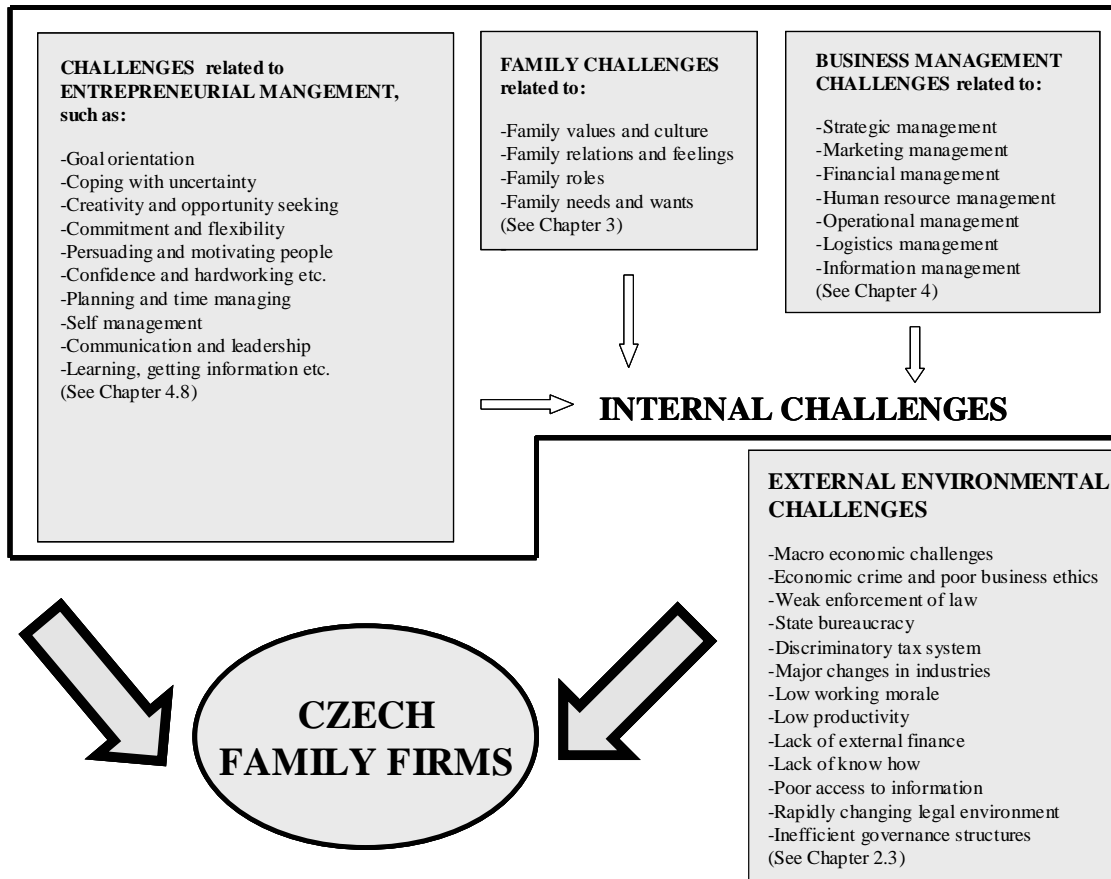 CHALLENGES related to
ENTREPRENEURIAL MANGEMENT,
such as:
-Goal orientation
-Coping with uncertainty
-Creativity and opportunity seeking
-Commitment and flexibility
-Persuading and motivating people
-Confidence and hardworking etc.
-Planning and time managing
-Self management
-Communication and leadership
-Learning, getting information etc.
(See Chapter 4.8)
FAMILY CHALLENGES
related to:
-Family values and culture
-Family relations and feelings
-Family roles
-Family needs and wants
(See Chapter 3)
-
BUSINESS MANAGEMENT
CHALLENGES related to:
-Strategic management
-Marketing management
-Financial management
-Human resource management
-Operational management
-Logistics management
-Information management
(See Chapter 4)
INTERNAL CHALLENGES
EXTERNAL ENVIRONMENTAL
CHALLENGES
-Macro economic challenges
-Economic crime and poor business ethics
-Weak enforcement of law
-State bureaucracy
-Discriminatory tax system
-Major changes in industries
-Low working morale
-Low productivity
-Lack of external finance
-Lack of know how
-Poor access to information
-Rapidly changing legal environment
-Inefficient governance structures
(See Chapter 2.3)
CZECH
FAMILY FIRMS